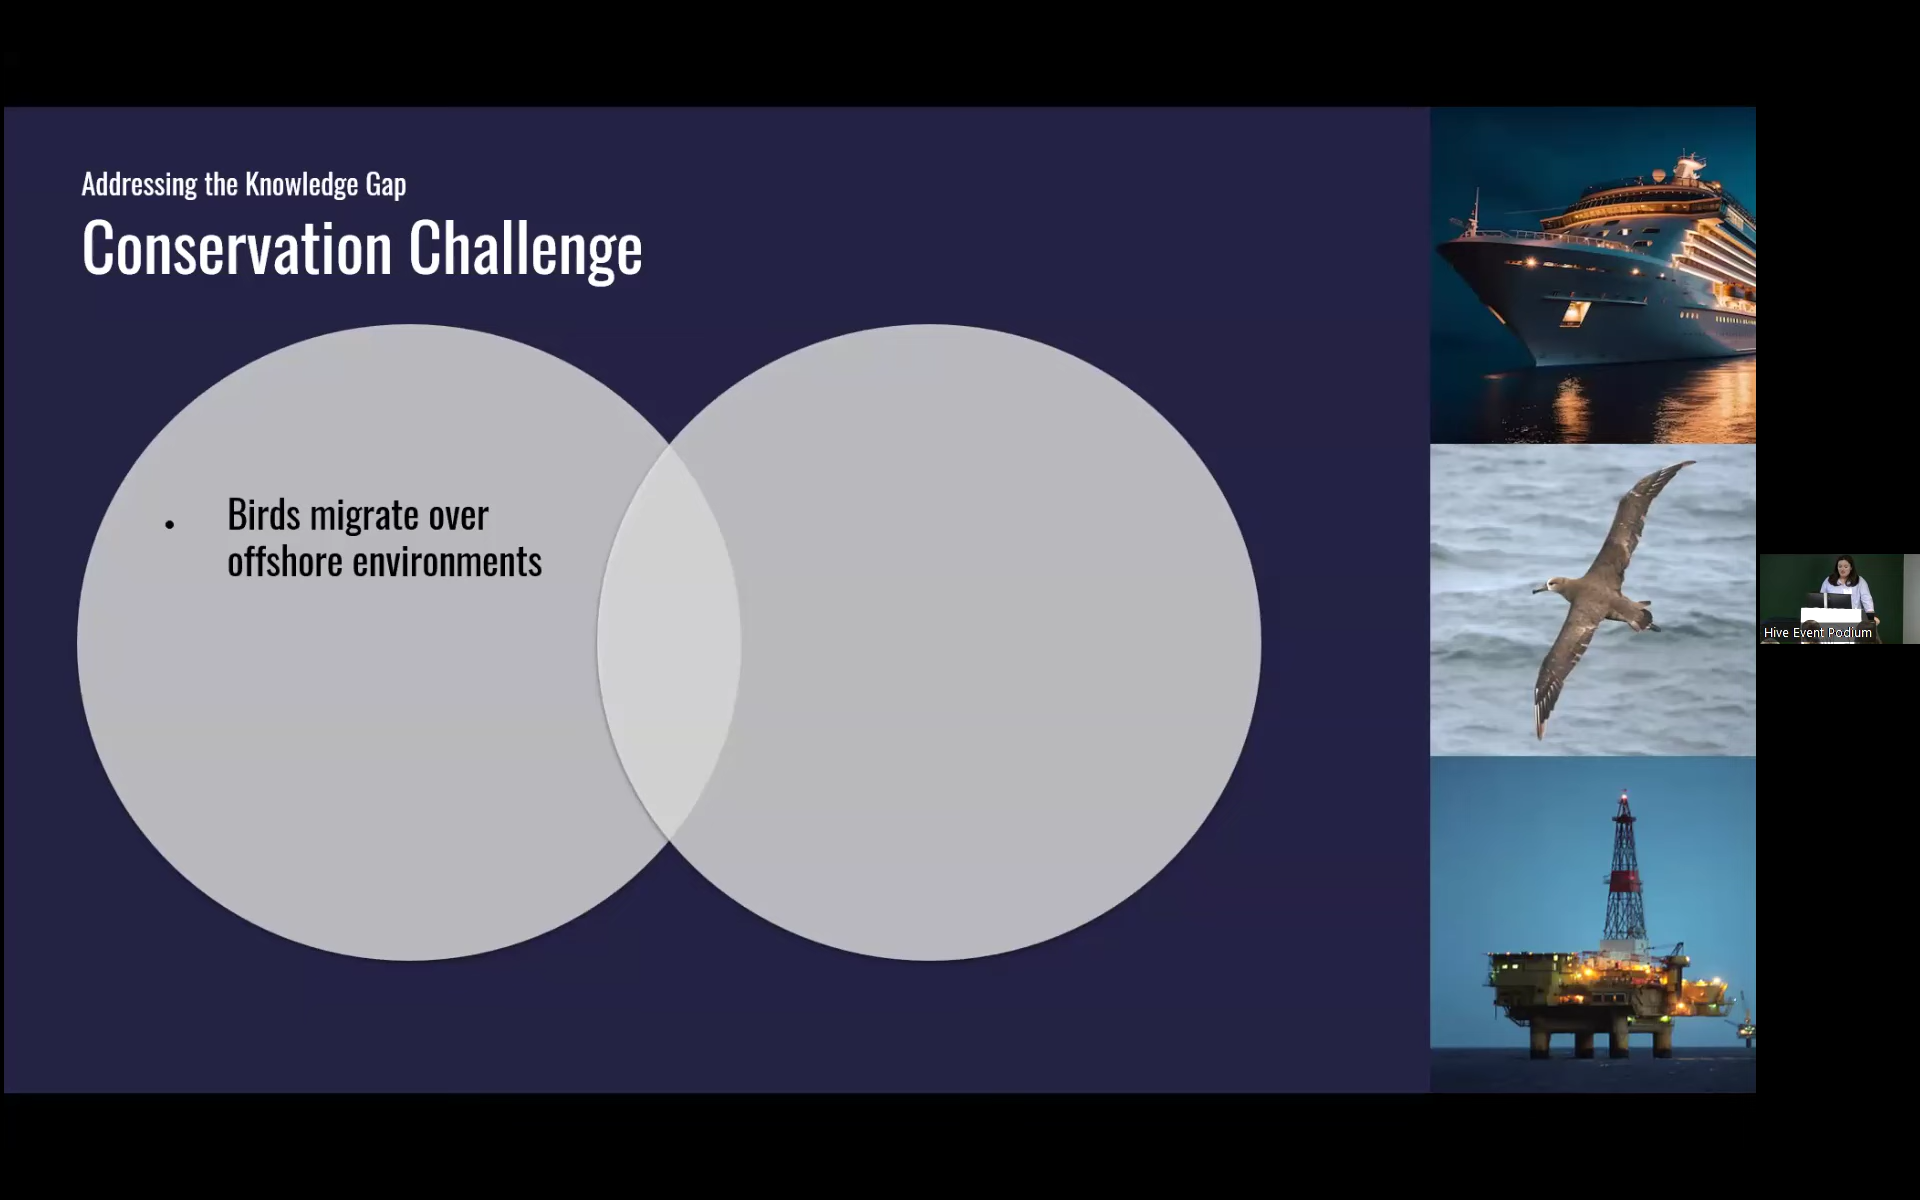 Addressing the Knowledge Gap
Conservation Challenge
• Birds migrate over
offshore environments
Hive Event Podium